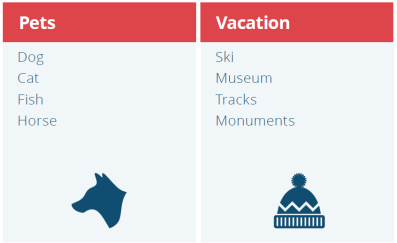 Pets
Dog
Cat
Fish
Horse
Vacation
Ski
Museum
Tracks
Monuments